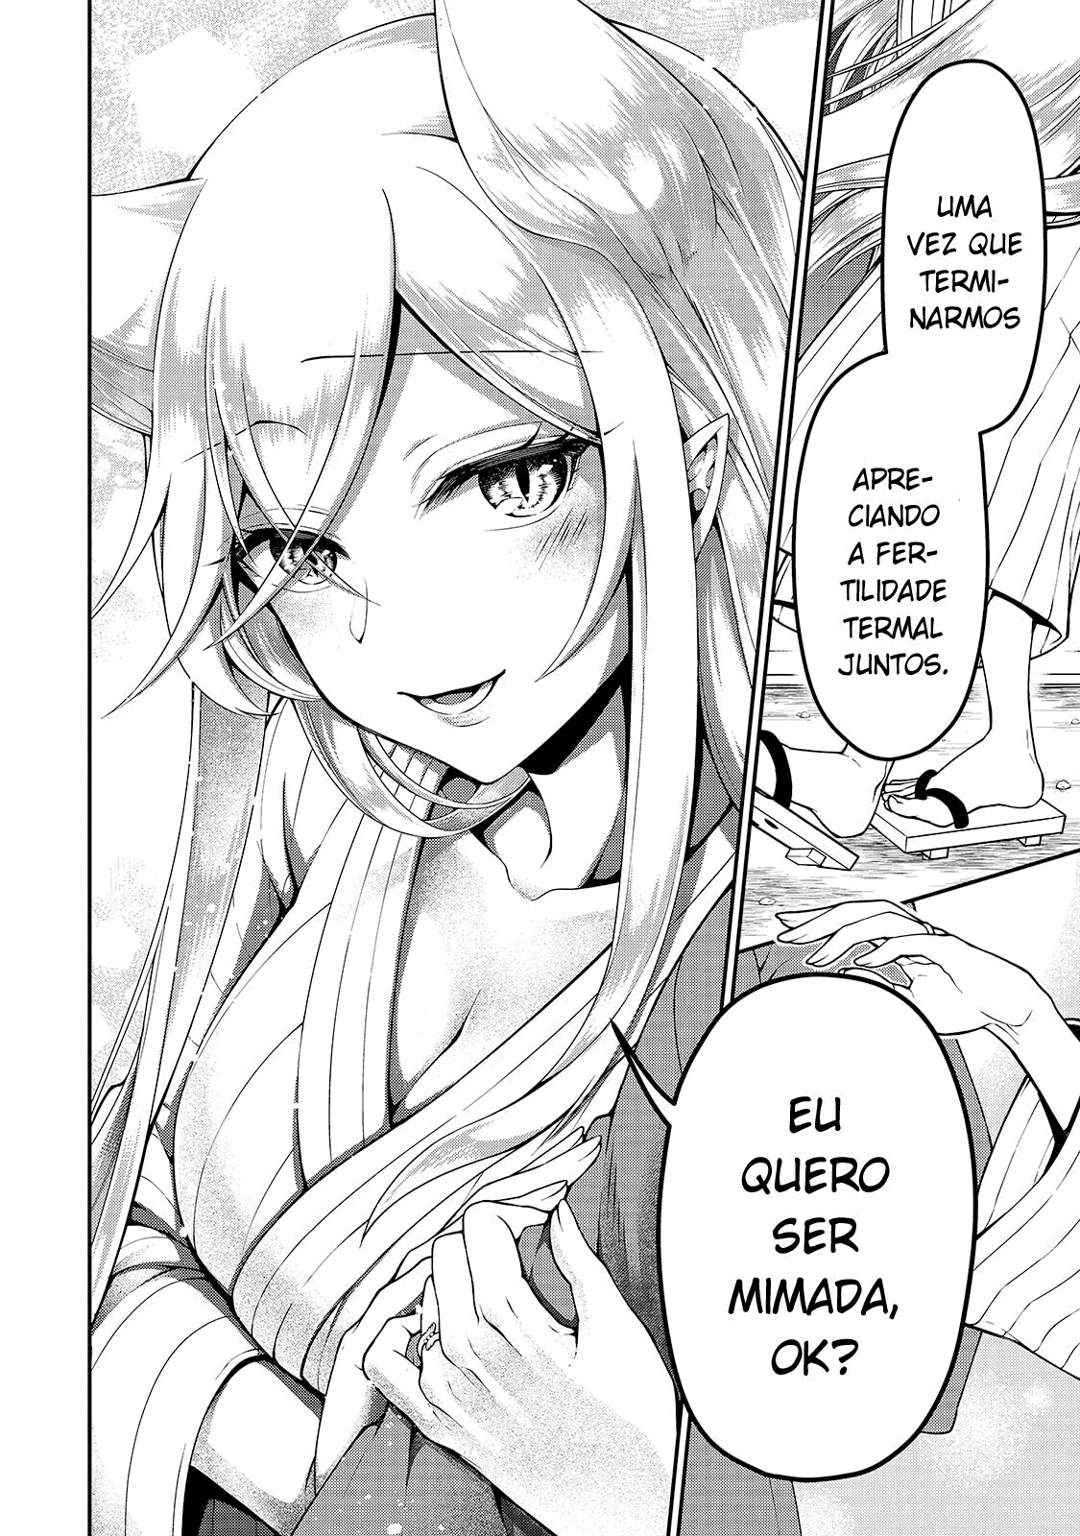 UMA
VEZ QUE
TERMI-
NARMOS
APRE-
CIANDO
A FER-
TILIDADE
TERMAL
JUNTOS.
EU
QUERO
SER
MIMADA,
OK?